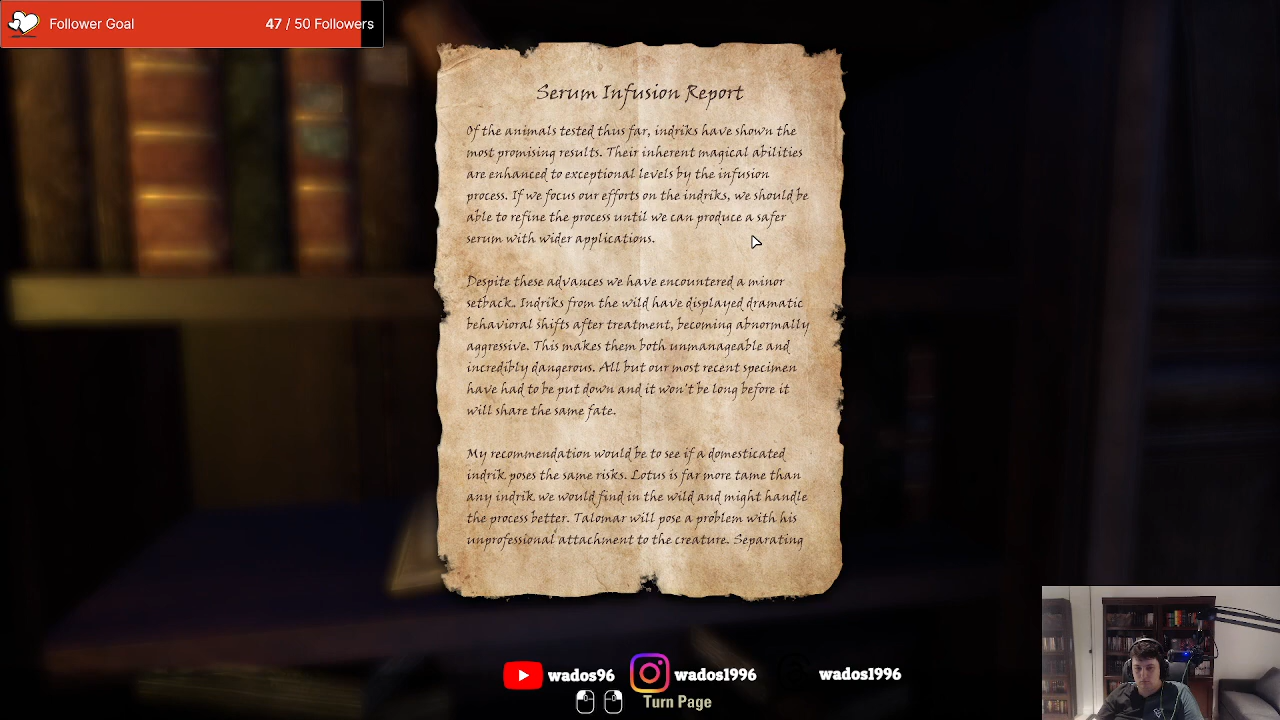 Follower Goal 47 / 50 Followers
Serum Infusion Report
Of the animals tested thus far, indriks have shown the
most promising results. Their inherent magical abilities
are enhanced to exceptional levels by the infusion
process. If we focus our efforts on the indriks, we should be
able to refine the process until we can produce a safer
serum with wider applications.
Despite these advances we have encountered a minor
setback. Indriks from the wild have displayed dramatic
behavioral shifts after treatment, becoming abnormally
aggressive. This makes them both unmanageable and
incredibly dangerous. All but our most recent specimen
have had to be put down and it won't be long before it
will share the same fate.
My recommendation would be to see if a domesticated
indrik poses the same risks. Lotus is far more tame than
any indrik we would find in the wild and might handle
the process better. Talomar will pose a problem with his
unprofessional attachment to the creature. Separating
wados96 wados1996 wados1996
Turn Page